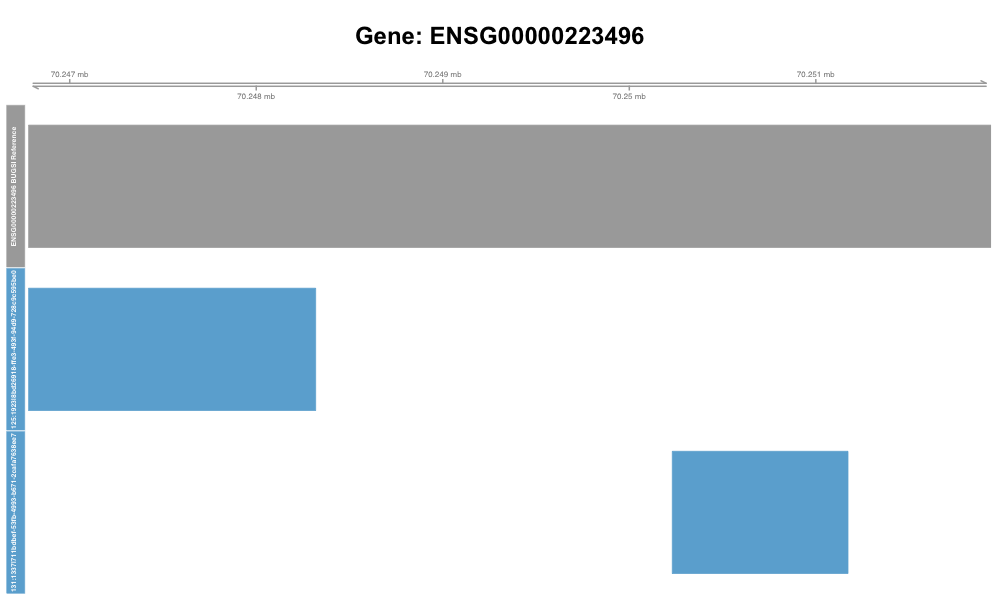 Gene: ENSG00000223496
70.247 mb
70.249 mb
70.251 mb
70.248 mb
70.25 mb
ENSG00000223496 BUGSI Reference